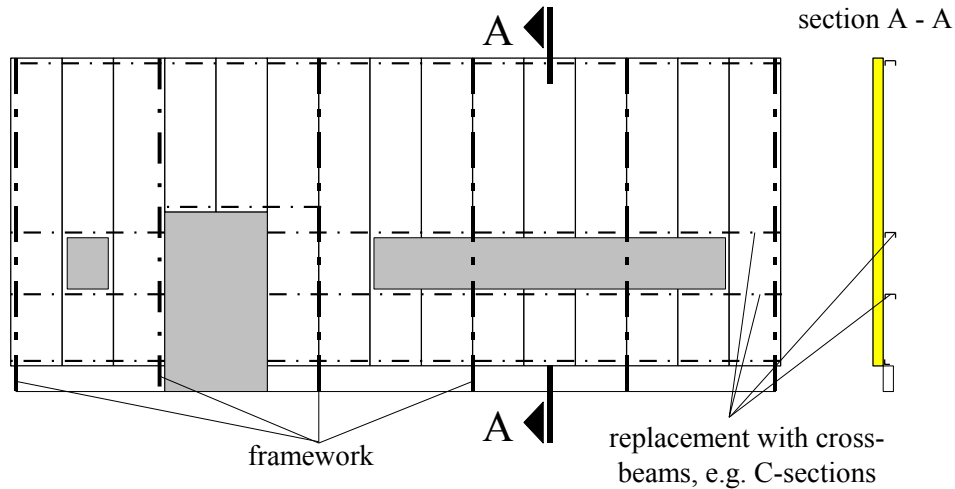 section A - A
A
A
framework
replacement with cross-
beams, e.g. C-sections